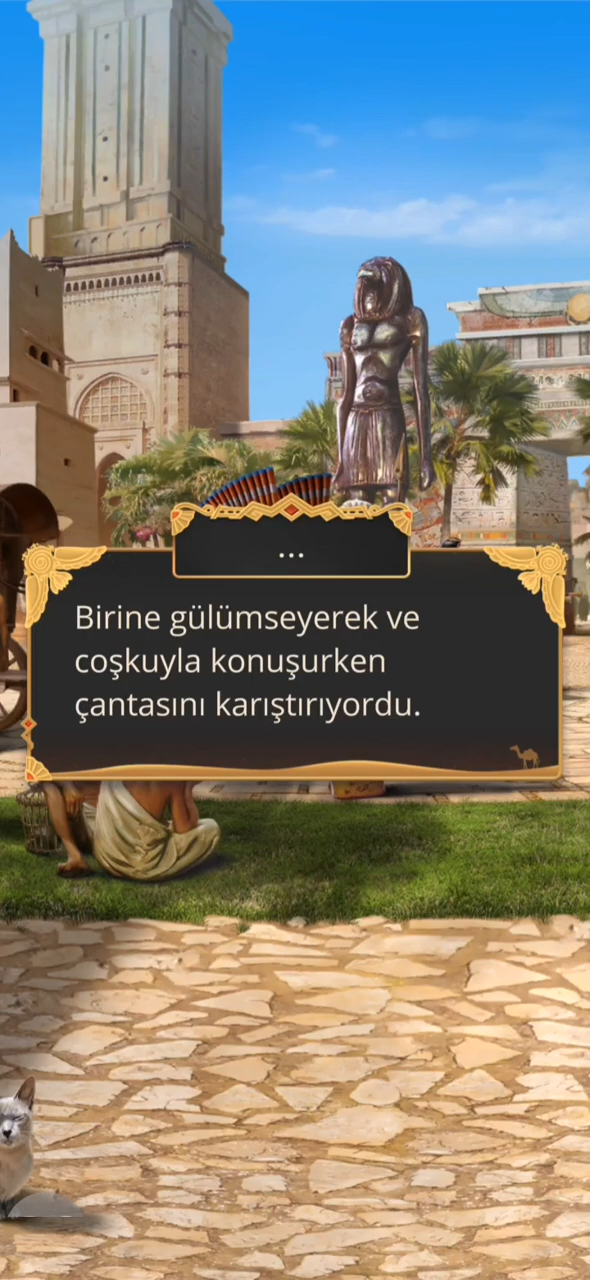 ...
Birine gülümseyerek ve
coşkuyla konuşurken
çantasını karıştırıyordu.